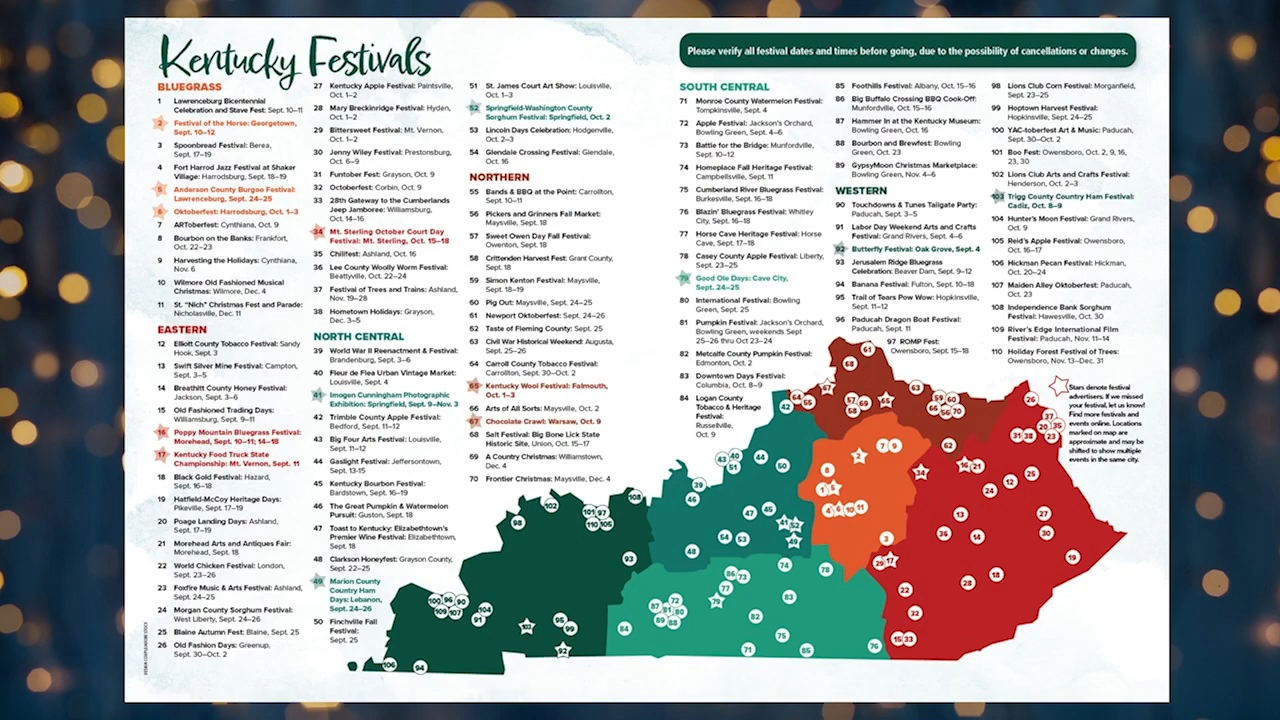 Kentucky Festivals
Please verify all festival dates and times before going, due to the possibility of cancellations or changes.
BLUEGRASS
1 Lawrenceburg Bicentennial
Celebration and Stave Fest: Sept. 10–11
2 Festival of the Horse: Georgetown,
Sept. 10–12
3 Spoonbread Festival: Berea,
Sept. 17–19
4 Fort Harrod Jazz Festival at Shaker
Village: Harrodsburg, Sept. 18–19
5 Anderson County Burgoo Festival:
Lawrenceburg, Sept. 24–25
6 Oktoberfest: Harrodsburg, Oct. 1–3
7 ARToberfest: Cynthiana, Oct. 9
8 Bourbon on the Banks: Frankfort,
Oct. 22–23
9 Harvesting the Holidays: Cynthiana,
Nov. 6
10 Wilmore Old Fashioned Musical
Christmas: Wilmore, Dec. 4
11 St. “Nich” Christmas Fest and Parade:
Nicholasville, Dec. 11
EASTERN
12 Elliott County Tobacco Festival: Sandy
Hook, Sept. 3
13 Swift Silver Mine Festival: Campton,
Sept. 3–5
14 Breathitt County Honey Festival:
Jackson, Sept. 3–6
15 Old Fashioned Trading Days:
Williamsburg, Sept. 9–11
16 Poppy Mountain Bluegrass Festival:
Morehead, Sept. 10–11; 14–18
17 Kentucky Food Truck State
Championship: Mt. Vernon, Sept. 11
18 Black Gold Festival: Hazard,
Sept. 16–18
19 Hatfield-McCoy Heritage Days:
Pikeville, Sept. 17–19
20 Poage Landing Days: Ashland,
Sept. 17–19
21 Morehead Arts and Antiques Fair:
Morehead, Sept. 18
22 World Chicken Festival: London,
Sept. 23–26
23 Foxfire Music & Arts Festival: Ashland,
Sept. 24–25
24 Morgan County Sorghum Festival:
West Liberty, Sept. 24–26
25 Blaine Autumn Fest: Blaine, Sept. 25
26 Old Fashion Days: Greenup,
Sept. 30–Oct. 2
27 Kentucky Apple Festival: Paintsville,
Oct. 1–2
28 Mary Breckinridge Festival: Hyden,
Oct. 1–2
29 Bittersweet Festival: Mt. Vernon,
Oct. 1–2
30 Jenny Wiley Festival: Prestonsburg,
Oct. 6–9
31 Funtober Fest: Grayson, Oct. 9
32 Octoberfest: Corbin, Oct. 9
33 28th Gateway to the Cumberlands
Jeep Jamboree: Williamsburg,
Oct. 14–16
34 Mt. Sterling October Court Day
Festival: Mt. Sterling, Oct. 15–18
35 Chilifest: Ashland, Oct. 16
36 Lee County Woolly Worm Festival:
Beattyville, Oct. 22–24
37 Festival of Trees and Trains: Ashland,
Nov. 19–28
38 Hometown Holidays: Grayson,
Dec. 3–5
NORTH CENTRAL
39 World War II Reenactment & Festival:
Brandenburg, Sept. 3–6
40 Fleur de Flea Urban Vintage Market:
Louisville, Sept. 4
41 Imogen Cunningham Photographic
Exhibition: Springfield, Sept. 9–Nov. 3
42 Trimble County Apple Festival:
Bedford, Sept. 11–12
43 Big Four Arts Festival: Louisville,
Sept. 11–12
44 Gaslight Festival: Jeffersontown,
Sept. 13-15
45 Kentucky Bourbon Festival:
Bardstown, Sept. 16–19
46 The Great Pumpkin & Watermelon
Pursuit: Guston, Sept. 18
47 Toast to Kentucky: Elizabethtown's
Premier Wine Festival: Elizabethtown,
Sept. 18
48 Clarkson Honeyfest: Grayson County,
Sept. 22–25
49 Marion County
Country Ham
Days: Lebanon,
Sept. 24–26
50 Finchville Fall
Festival:
Sept. 25
51 St. James Court Art Show: Louisville,
Oct. 1–3
52 Springfield-Washington County
Sorghum Festival: Springfield, Oct. 2
53 Lincoln Days Celebration: Hodgenville,
Oct. 2–3
54 Glendale Crossing Festival: Glendale,
Oct. 16
NORTHERN
55 Bands & BBQ at the Point: Carrollton,
Sept. 10–11
56 Pickers and Grinners Fall Market:
Maysville, Sept. 18
57 Sweet Owen Day Fall Festival:
Owenton, Sept. 18
58 Crittenden Harvest Fest: Grant County,
Sept. 18
59 Simon Kenton Festival: Maysville,
Sept. 18–19
60 Pig Out: Maysville, Sept. 24–25
61 Newport Oktoberfest: Sept. 24–26
62 Taste of Fleming County: Sept. 25
63 Civil War Historical Weekend: Augusta,
Sept. 25–26
64 Carroll County Tobacco Festival:
Carrollton, Sept. 30–Oct. 2
65 Kentucky Wool Festival: Falmouth,
Oct. 1–3
66 Arts of All Sorts: Maysville, Oct. 2
67 Chocolate Crawl: Warsaw, Oct. 9
68 Salt Festival: Big Bone Lick State
Historic Site, Union, Oct. 15–17
69 A Country Christmas: Williamstown,
Dec. 4
70 Frontier Christmas: Maysville, Dec. 4
SOUTH CENTRAL
71 Monroe County Watermelon Festival:
Tompkinsville, Sept. 4
72 Apple Festival: Jackson's Orchard,
Bowling Green, Sept. 4–6
73 Battle for the Bridge: Munfordville,
Sept. 10–12
74 Homeplace Fall Heritage Festival:
Campbellsville, Sept. 11
75 Cumberland River Bluegrass Festival:
Burkesville, Sept. 16–18
76 Blazin' Bluegrass Festival: Whitley
City, Sept. 16–18
77 Horse Cave Heritage Festival: Horse
Cave, Sept. 17–18
78 Casey County Apple Festival: Liberty,
Sept. 23–25
79 Good Ole Days: Cave City,
Sept. 24–25
80 International Festival: Bowling
Green, Sept. 25
81 Pumpkin Festival: Jackson's Orchard,
Bowling Green, weekends Sept
25–26 thru Oct 23–24
82 Metcalfe County Pumpkin Festival:
Edmonton, Oct. 2
83 Downtown Days Festival:
Columbia, Oct. 8–9
84 Logan County
Tobacco & Heritage
Festival:
Russellville,
Oct. 9
85 Foothills Festival: Albany, Oct. 15–16
86 Big Buffalo Crossing BBQ Cook-Off:
Munfordville, Oct. 15–16
87 Hammer In at the Kentucky Museum:
Bowling Green, Oct. 16
88 Bourbon and Brewfest: Bowling
Green, Oct. 23
89 GypsyMoon Christmas Marketplace:
Bowling Green, Nov. 4–6
WESTERN
90 Touchdowns & Tunes Tailgate Party:
Paducah, Sept. 3–5
91 Labor Day Weekend Arts and Crafts
Festival: Grand Rivers, Sept. 4–6
92 Butterfly Festival: Oak Grove, Sept. 4
93 Jerusalem Ridge Bluegrass
Celebration: Beaver Dam, Sept. 9–12
94 Banana Festival: Fulton, Sept. 10–18
95 Trail of Tears Pow Wow: Hopkinsville,
Sept. 11–12
96 Paducah Dragon Boat Festival:
Paducah, Sept. 11
97 ROMP Fest:
Owensboro, Sept. 15–18
98 Lions Club Corn Festival: Morganfield,
Sept. 23–25
99 Hoptown Harvest Festival:
Hopkinsville, Sept. 24–25
100 YAC-toberfest Art & Music: Paducah,
Sept. 30–Oct. 2
101 Boo Fest: Owensboro, Oct. 2, 9, 16,
23, 30
102 Lions Club Arts and Crafts Festival:
Henderson, Oct. 2–3
103 Trigg County Country Ham Festival:
Cadiz, Oct. 8–9
104 Hunter's Moon Festival: Grand Rivers,
Oct. 9
105 Reid's Apple Festival: Owensboro,
Oct. 16–17
106 Hickman Pecan Festival: Hickman,
Oct. 20–24
107 Maiden Alley Oktoberfest: Paducah,
Oct. 23
108 Independence Bank Sorghum
Festival: Hawesville, Oct. 30
109 River's Edge International Film
Festival: Paducah, Nov. 11–14
110 Holiday Forest Festival of Trees:
Owensboro, Nov. 13–Dec. 31
Stars denote festival
advertisers. If we missed
your festival, let us know!
Find more festivals and
events online. Locations
marked on map are
approximate and may be
shifted to show multiple
events in the same city.